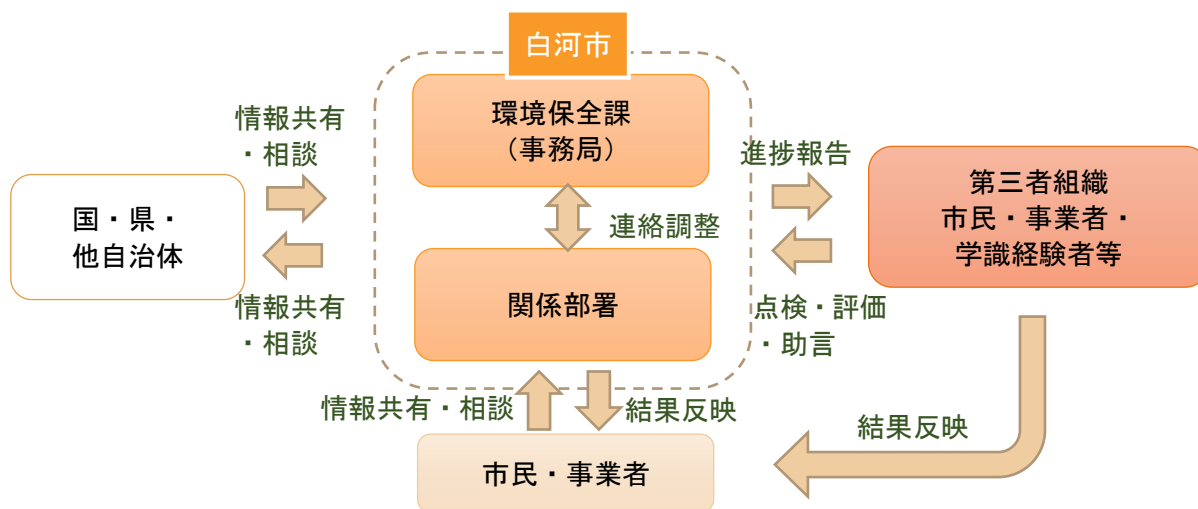 白河市
環境保全課
（事務局）
情報共有
・相談
進捗報告
国・県・
他自治体
第三者組織
市民・事業者・
学識経験者等
連絡調整
関係部署
情報共有
・相談
点検・評価
・助言
情報共有・相談
結果反映
結果反映
市民・事業者